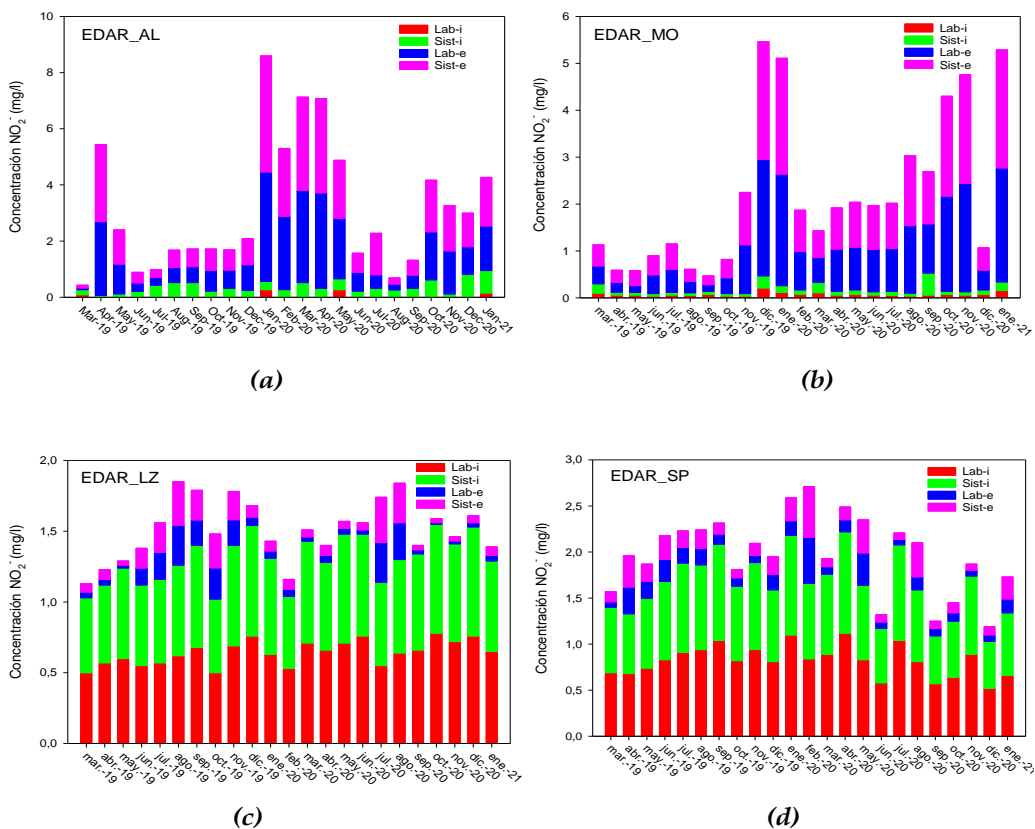 EDAR_AL
Lab-i
Sist-i
Lab-e
Sist-e
Concentración NO₂⁻ (mg/l)
10
8
6
4
2
0
Mar-19
Apr-19
May-19
Jun-19
Jul-19
Aug-19
Sep-19
Oct-19
Nov-19
Dec-19
Jan-20
Feb-20
Mar-20
Apr-20
May-20
Jun-20
Jul-20
Aug-20
Sep-20
Oct-20
Nov-20
Dec-20
Jan-21
(a)
EDAR_MO
Lab-i
Sist-i
Lab-e
Sist-e
Concentración NO₂⁻ (mg/l)
6
5
4
3
2
1
0
mar.-19
abr.-19
may.-19
jun.-19
jul.-19
ago.-19
sep.-19
oct.-19
nov.-19
dic.-19
ene.-20
feb.-20
mar.-20
abr.-20
may.-20
jun.-20
jul.-20
ago.-20
sep.-20
oct.-20
nov.-20
dic.-20
ene.-21
(b)
EDAR_LZ
Lab-i
Sist-i
Lab-e
Sist-e
Concentración NO₂⁻ (mg/l)
2,0
1,5
1,0
0,5
0,0
mar.-19
abr.-19
may.-19
jun.-19
jul.-19
ago.-19
sep.-19
oct.-19
nov.-19
dic.-19
ene.-20
feb.-20
mar.-20
abr.-20
may.-20
jun.-20
jul.-20
ago.-20
sep.-20
oct.-20
nov.-20
dic.-20
ene.-21
(c)
EDAR_SP
Lab-i
Sist-i
Lab-e
Sist-e
Concentración NO₂⁻ (mg/l)
3,0
2,5
2,0
1,5
1,0
0,5
0,0
mar.-19
abr.-19
may.-19
jun.-19
jul.-19
ago.-19
sep.-19
oct.-19
nov.-19
dic.-19
ene.-20
feb.-20
mar.-20
abr.-20
may.-20
jun.-20
jul.-20
ago.-20
sep.-20
oct.-20
nov.-20
dic.-20
ene.-21
(d)